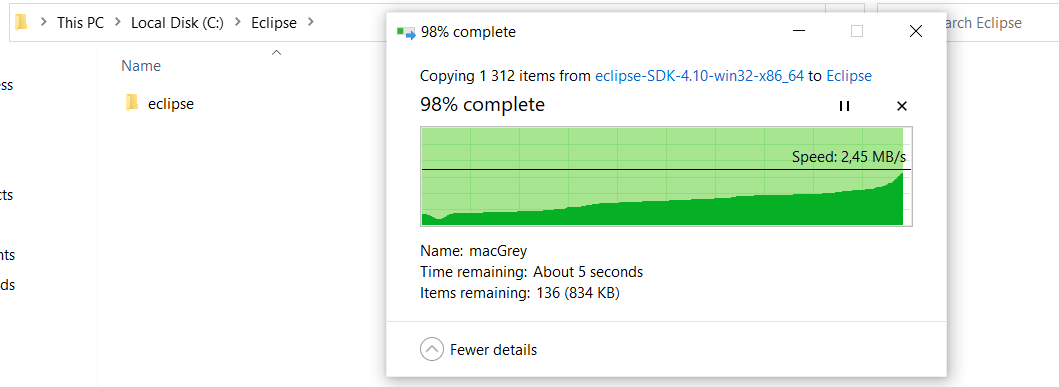 This PC > Local Disk (C:) > Eclipse >
arch Eclipse
98% complete
Name
ess
eclipse
cts
nts
ds
Copying 1 312 items from eclipse-SDK-4.10-win32-x86_64 to Eclipse
98% complete
Speed: 2,45 MB/s
Name: macGrey
Time remaining: About 5 seconds
Items remaining: 136 (834 KB)
Fewer details